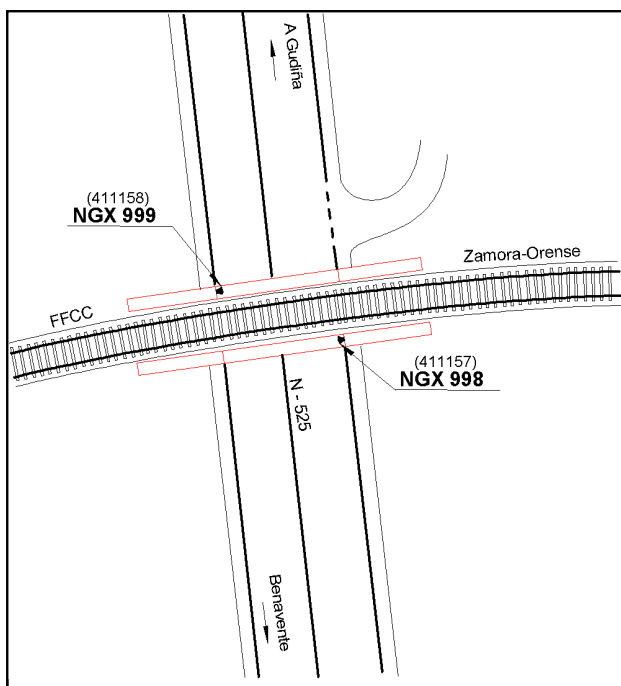 A Gudiña
(411158)
NGX 999
Zamora-Orense
FFCC
(411157)
NGX 998
N - 525
Benavente